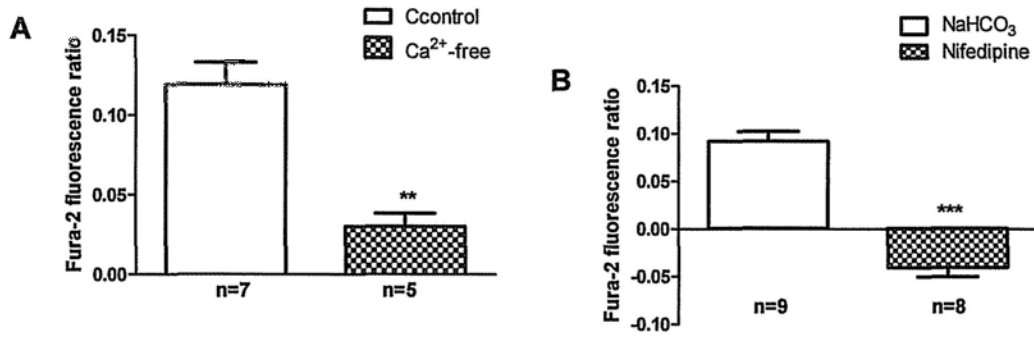 A
Ccontrol
Ca²⁺-free
Fura-2 fluorescence ratio
0.15
0.10
0.05
0.00
**
n=7
n=5
B
NaHCO₃
Nifedipine
Fura-2 fluorescence ratio
0.15
0.10
0.05
0.00
-0.05
-0.10
***
n=9
n=8